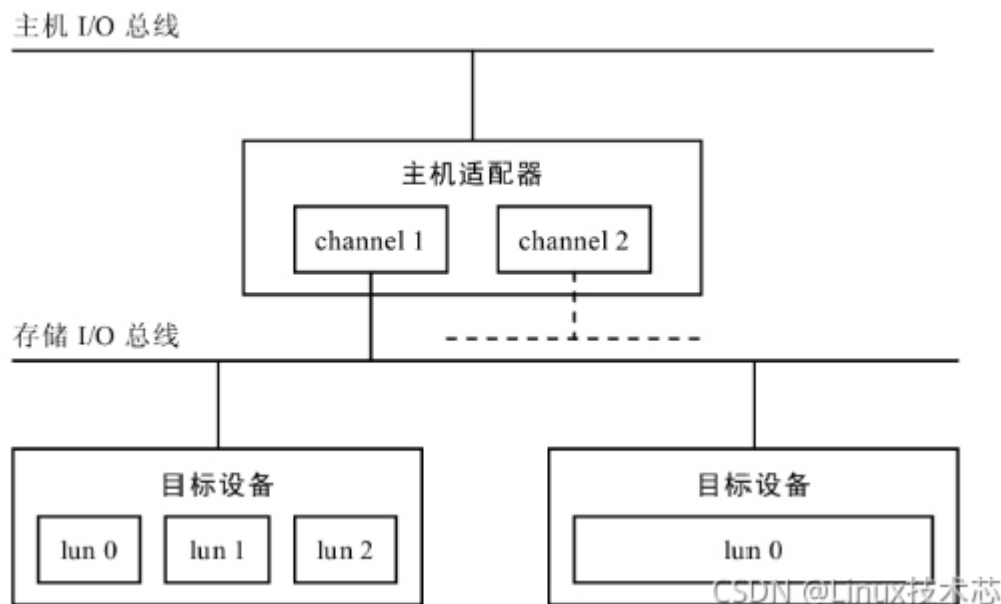 主机 I/O 总线
主机适配器
channel 1
channel 2
存储 I/O 总线
目标设备
目标设备
lun 0
lun 1
lun 2
lun 0
CSDN @Linux技术芯